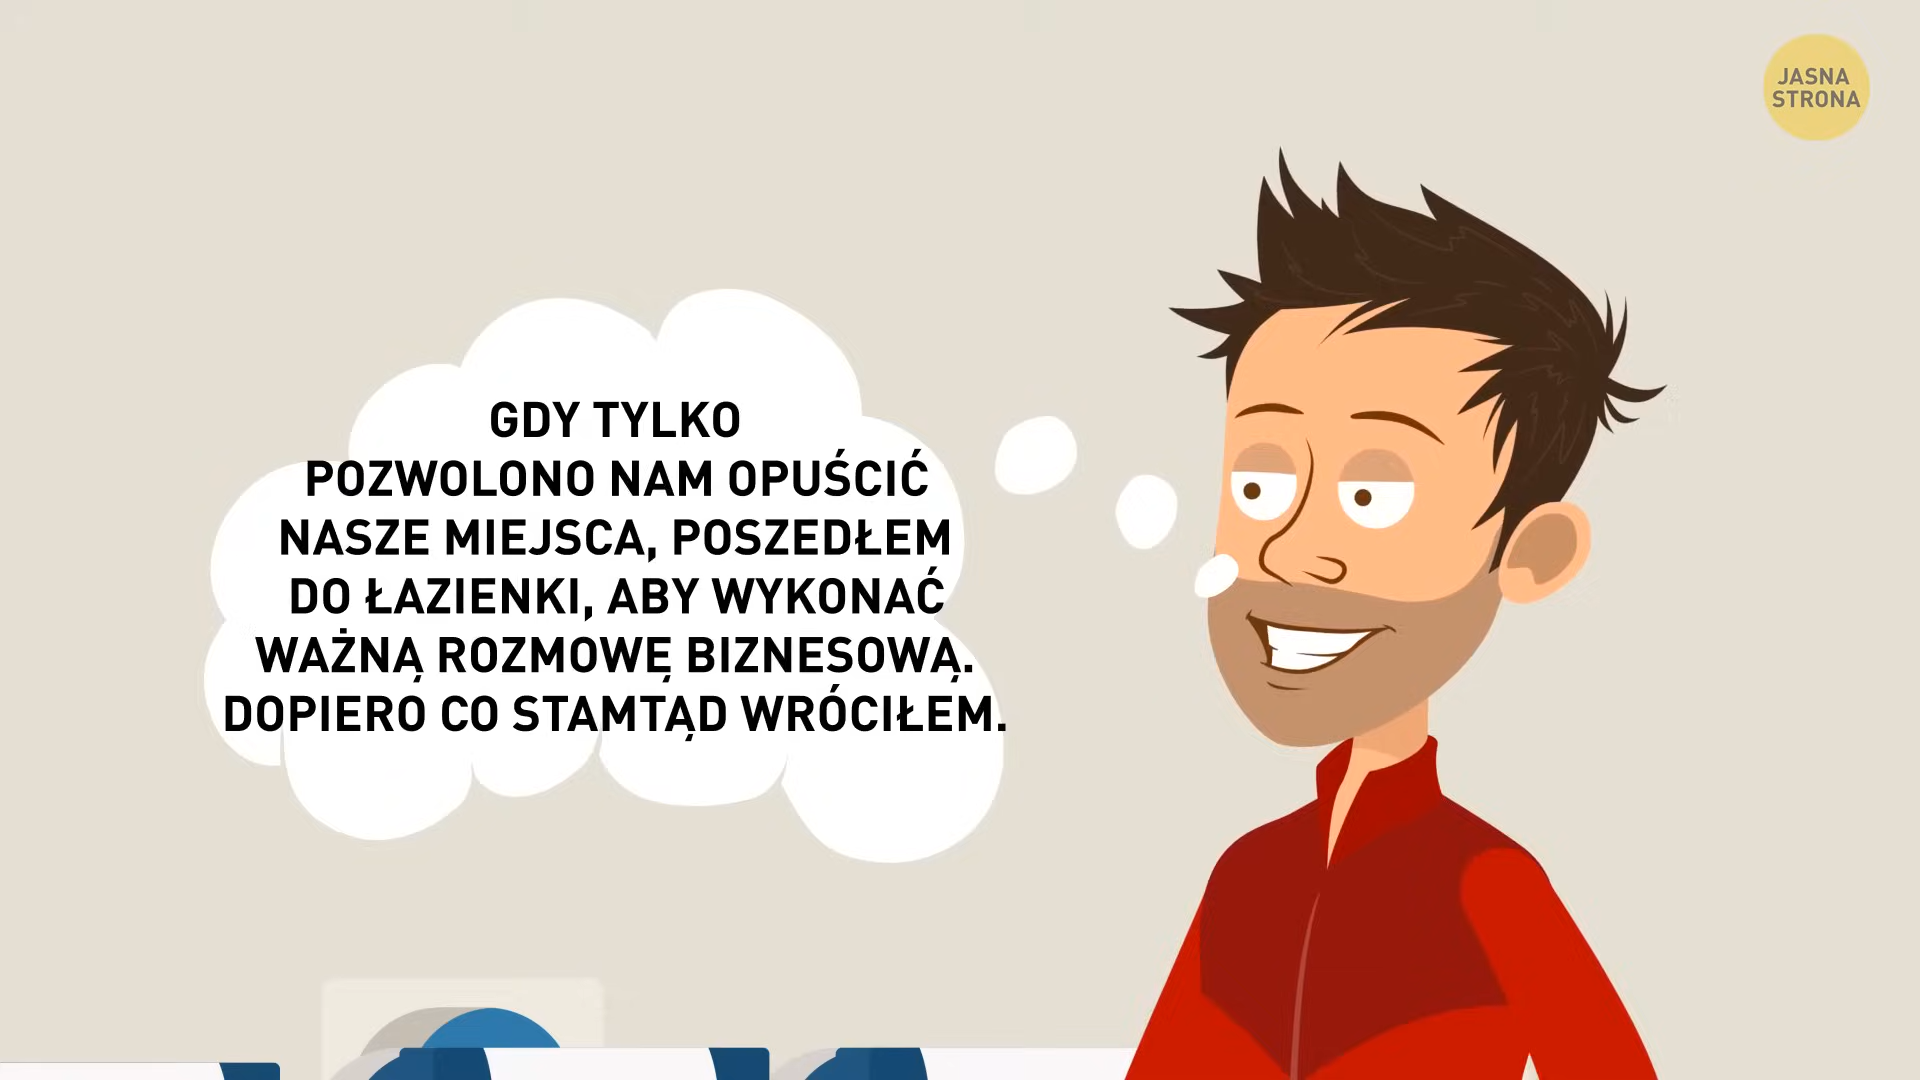 JASNA
STRONA
GDY TYLKO
POZWOLONO NAM OPUŚCIĆ
NASZE MIEJSCA, POSZEDŁEM
DO ŁAZIENKI, ABY WYKONAĆ
WAŻNĄ ROZMOWĘ BIZNESOWĄ.
DOPIERO CO STAMTĄD WRÓCIŁEM.